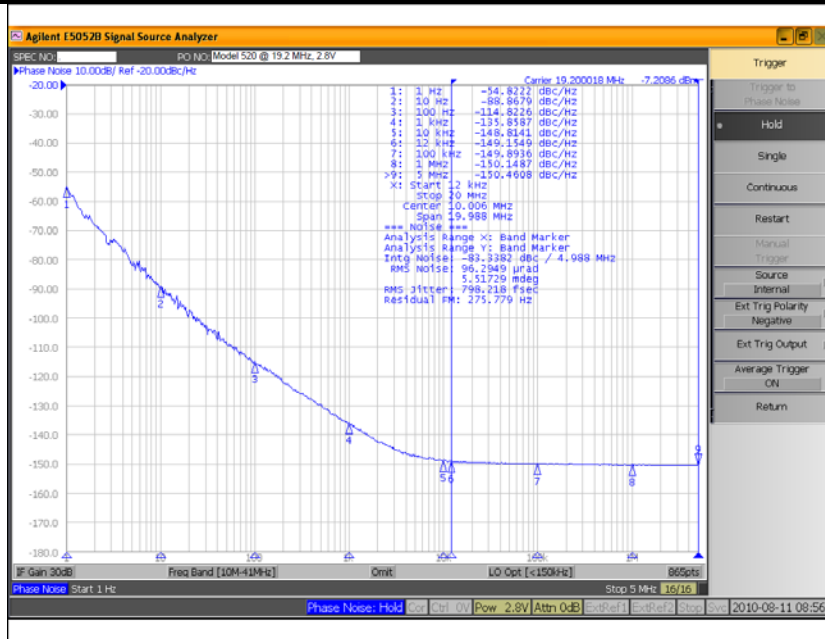 Agilent E5052B Signal Source Analyzer
SPEC NO: .
PO NO: Model 520 @ 19.2 MHz, 2.8V
Phase Noise 10.00dB/ Ref -20.00dBc/Hz
Carrier 19.200018 MHz -7.2086 dBm
-20.00
-30.00
-40.00
-50.00
-60.00
-70.00
-80.00
-90.00
-100.0
-110.0
-120.0
-130.0
-140.0
-150.0
-160.0
-170.0
-180.0
1: 1 Hz -54.8222 dBc/Hz
2: 10 Hz -88.8679 dBc/Hz
3: 100 Hz -114.8226 dBc/Hz
4: 1 kHz -135.8587 dBc/Hz
5: 10 kHz -148.8141 dBc/Hz
6: 12 kHz -149.1549 dBc/Hz
7: 100 kHz -149.8936 dBc/Hz
8: 1 MHz -150.1487 dBc/Hz
>9: 5 MHz -150.4608 dBc/Hz
X: Start 12 kHz
Stop 20 MHz
Center 10.006 MHz
Span 19.988 MHz
=== Noise ===
Analysis Range X: Band Marker
Analysis Range Y: Band Marker
Intg Noise: -83.3382 dBc / 4.988 MHz
RMS Noise: 96.2949 µrad
5.51729 mdeg
RMS Jitter: 798.218 fsec
Residual FM: 275.779 Hz
1
2
3
4
5
6
7
8
9
IF Gain 30dB
Freq Band [10M-41MHz]
Omit
LO Opt [<150kHz]
865pts
Phase Noise Start 1 Hz
Stop 5 MHz 16/16
Phase Noise: Hold Cor Ctrl 0V Pow 2.8V Attn 0dB ExtRef1 ExtRef2 Stop Svc 2010-08-11 08:56
Trigger
Trigger to
Phase Noise
Hold
Single
Continuous
Restart
Manual
Trigger
Source
Internal
Ext Trig Polarity
Negative
Ext Trig Output
Average Trigger
ON
Return